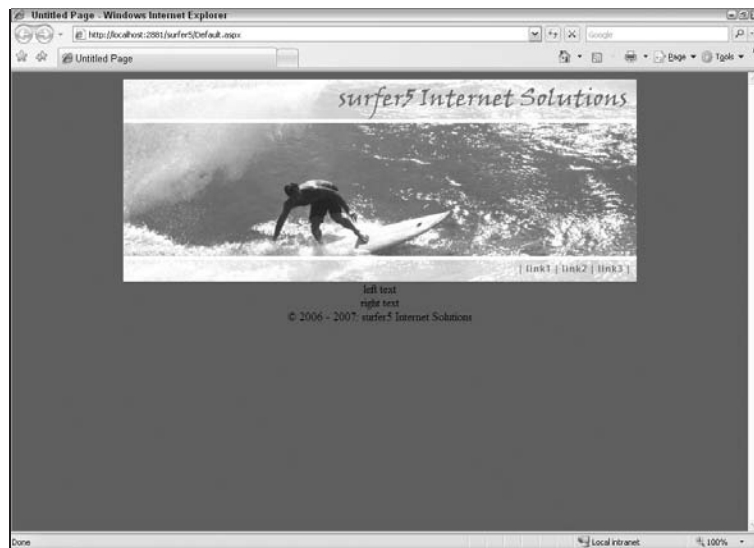 Untitled Page - Windows Internet Explorer
http://localhost:2881/surfer5/Default.aspx
Google
Untitled Page
Page
Tools
surfer5 Internet Solutions
| link1 | link2 | link3 |
left text
right text
© 2006 - 2007: surfer5 Internet Solutions
Done
Local intranet
100%